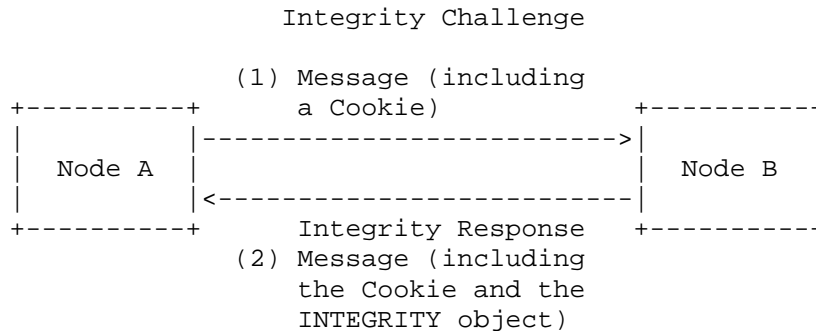 Integrity Challenge
(1) Message (including
a Cookie)
Node A
Node B
Integrity Response
(2) Message (including
the Cookie and the
INTEGRITY object)